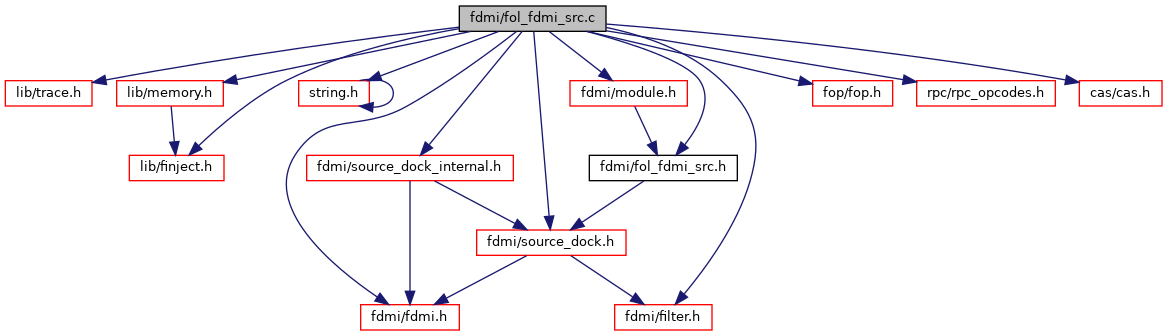 fdmi/fol_fdmi_src.c
lib/trace.h
lib/memory.h
string.h
fdmi/module.h
fop/fop.h
rpc/rpc_opcodes.h
cas/cas.h
lib/finject.h
fdmi/source_dock_internal.h
fdmi/fol_fdmi_src.h
fdmi/source_dock.h
fdmi/fdmi.h
fdmi/filter.h